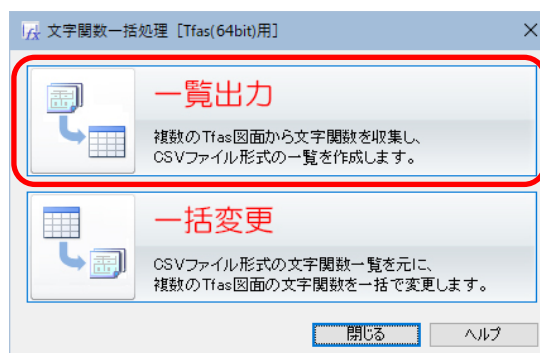 文字関数一括処理 [Tfas(64bit)用]
一覧出力
複数のTfas図面から文字関数を収集し、
CSVファイル形式の一覧を作成します。
一括変更
CSVファイル形式の文字関数一覧を元に、
複数のTfas図面の文字関数を一括で変更します。
閉じる
ヘルプ